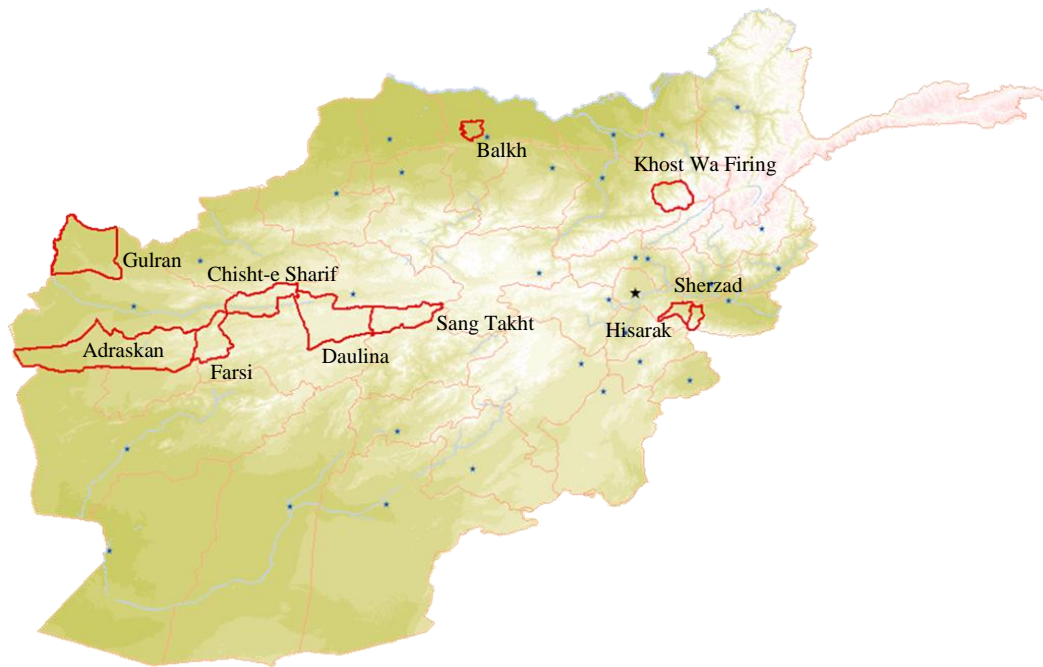 Balkh
Khost Wa Firing
Gulran
Chisht-e Sharif
Sherzad
Sang Takht
Hisarak
Adraskan
Daulina
Farsi